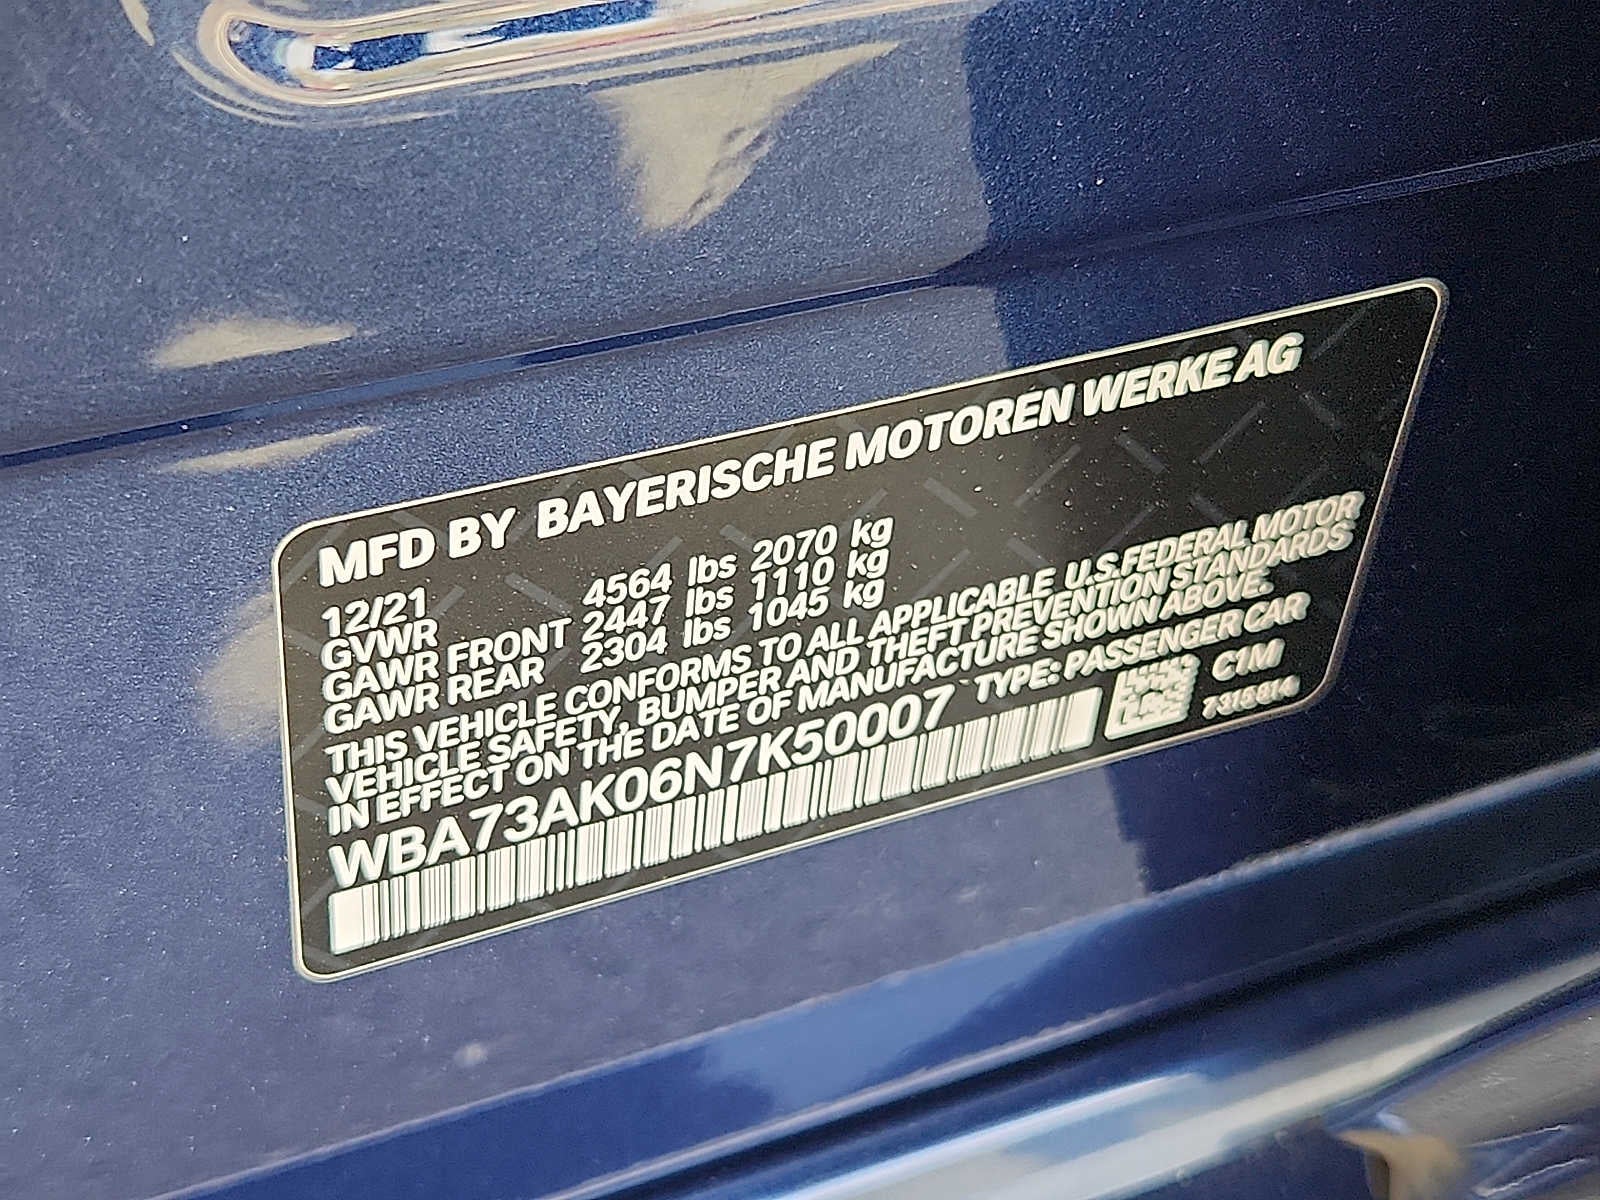 MFD BY BAYERISCHE MOTOREN WERKE AG
12/21
GVWR 4564 lbs 2070 kg
GAWR FRONT 2447 lbs 1110 kg
GAWR REAR 2304 lbs 1045 kg
THIS VEHICLE CONFORMS TO ALL APPLICABLE U.S.FEDERAL MOTOR
VEHICLE SAFETY, BUMPER AND THEFT PREVENTION STANDARDS
IN EFFECT ON THE DATE OF MANUFACTURE SHOWN ABOVE.
WBA73AK06N7K50007 TYPE: PASSENGER CAR
C1M
7315814